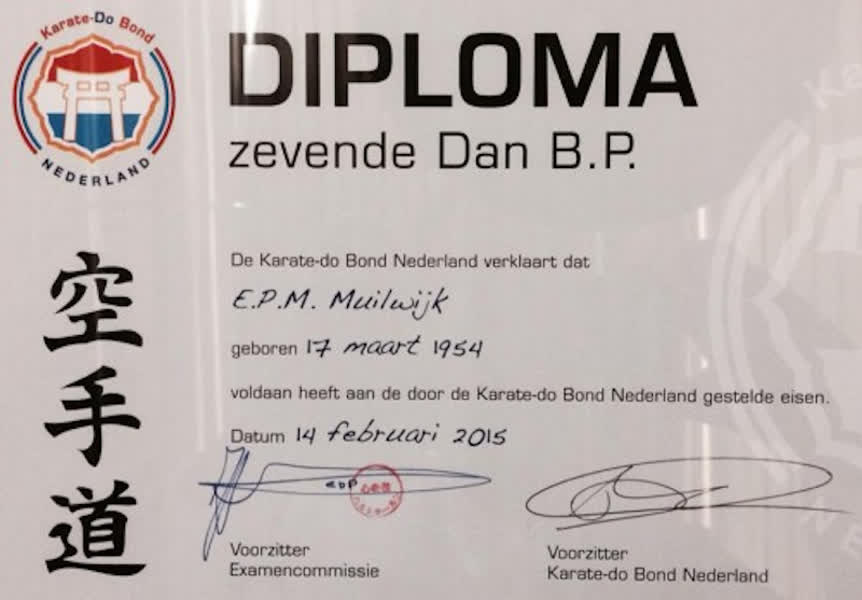 Karate-Do Bond
NEDERLAND
DIPLOMA
zevende Dan B.P.
空手道
De Karate-do Bond Nederland verklaart dat
E.P.M. Muilwijk
geboren 17 maart 1954
voldaan heeft aan de door de Karate-do Bond Nederland gestelde eisen.
Datum 14 februari 2015
Voorzitter
Examencommissie
Voorzitter
Karate-do Bond Nederland